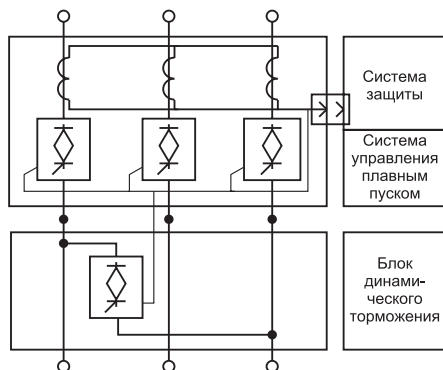 Система
защиты
Система
управления
плавным
пуском
Блок
динами-
ческого
торможения